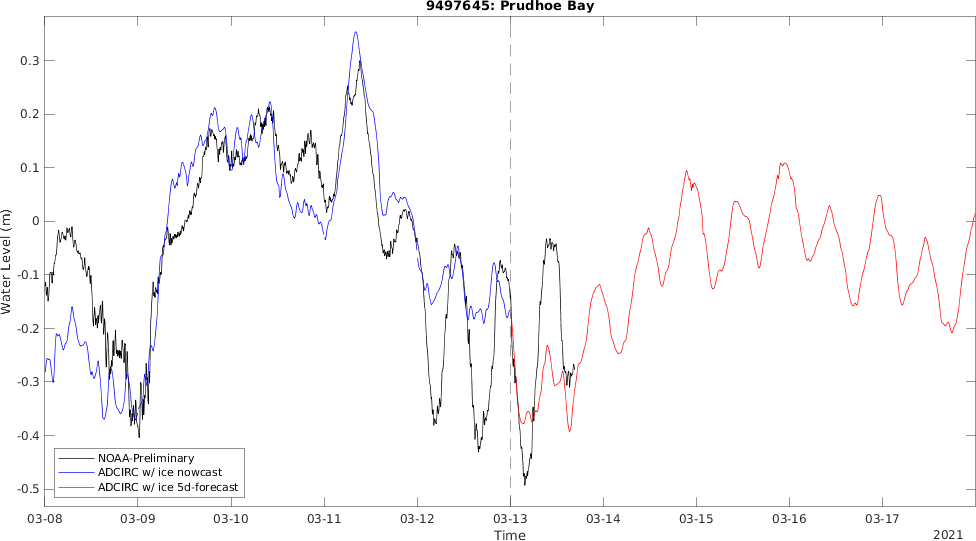 9497645: Prudhoe Bay
Water Level (m)
0.3
0.2
0.1
0
-0.1
-0.2
-0.3
-0.4
-0.5
NOAA-Preliminary
ADCIRC w/ ice nowcast
ADCIRC w/ ice 5d-forecast
03-08 03-09 03-10 03-11 03-12 03-13 03-14 03-15 03-16 03-17
Time
2021